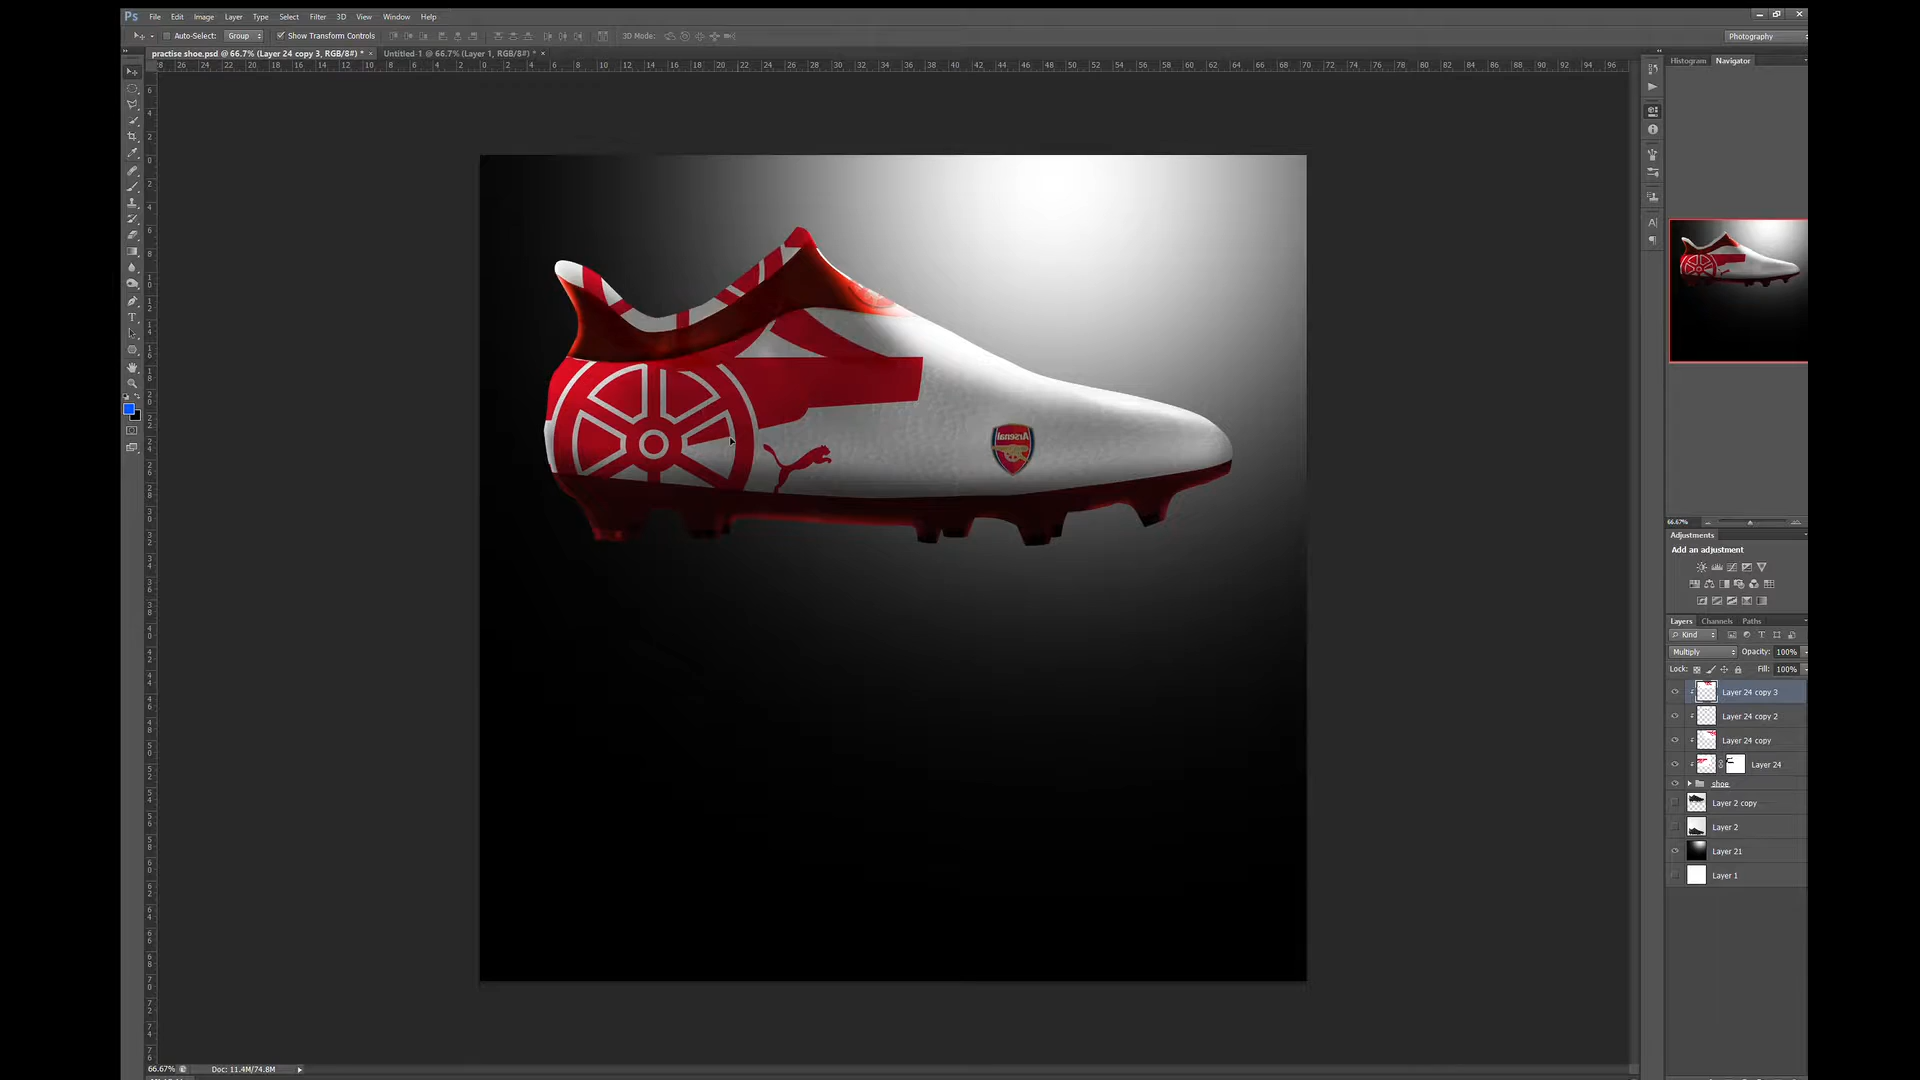 Ps File Edit Image Layer Type Select Filter 3D View Window Help
Auto-Select: Group Show Transform Controls 3D Mode: Photography
practise shoe.psd @ 66.7% (Layer 24 copy 3, RGB/8#) * × Untitled-1 @ 66.7% (Layer 1, RGB/8#) * ×
Histogram Navigator
Arsenal
66.67%
Adjustments
Add an adjustment
Layers Channels Paths
Kind
Multiply Opacity: 100%
Lock: Fill: 100%
Layer 24 copy 3
Layer 24 copy 2
Layer 24 copy
Layer 24
shoe
Layer 2 copy
Layer 2
Layer 21
Layer 1
66.67% Doc: 11.4M/74.8M